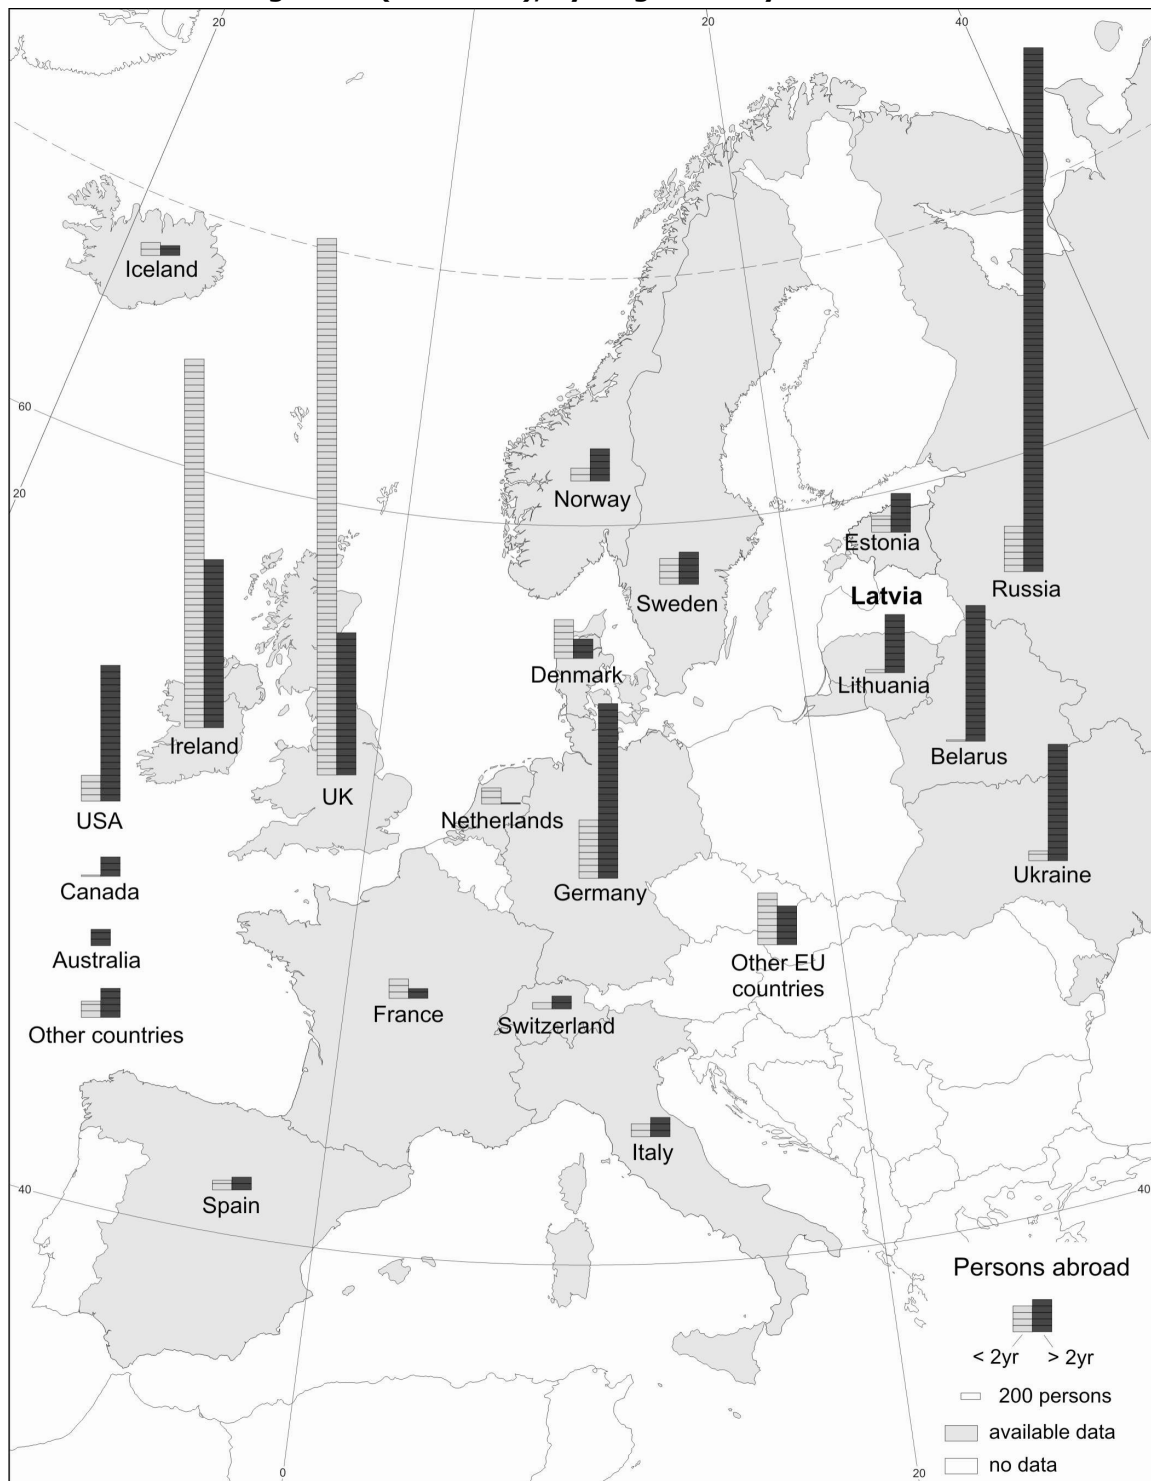 20
20
40
Iceland
60
20
Norway
Estonia
Russia
Sweden
Latvia
Denmark
Lithuania
Ireland
Belarus
UK
USA
Netherlands
Canada
Germany
Ukraine
Australia
Other EU
countries
France
Switzerland
Other countries
Italy
Spain
40
40
Persons abroad
< 2yr > 2yr
200 persons
available data
no data
0
20